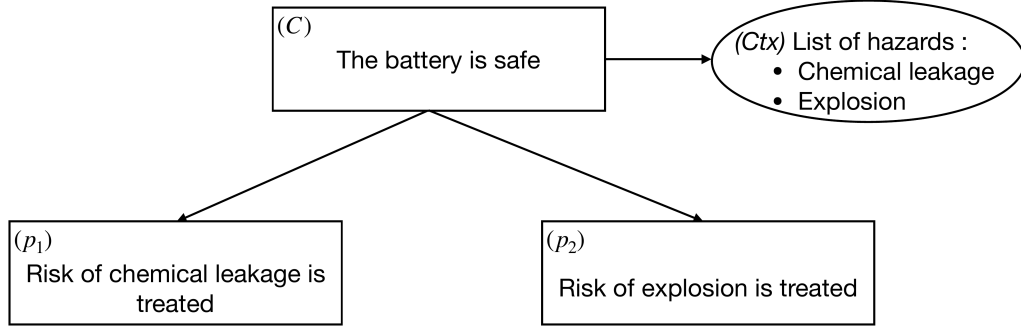 (C)
The battery is safe
(Ctx) List of hazards :
• Chemical leakage
• Explosion
(p₁)
Risk of chemical leakage is
treated
(p₂)
Risk of explosion is treated